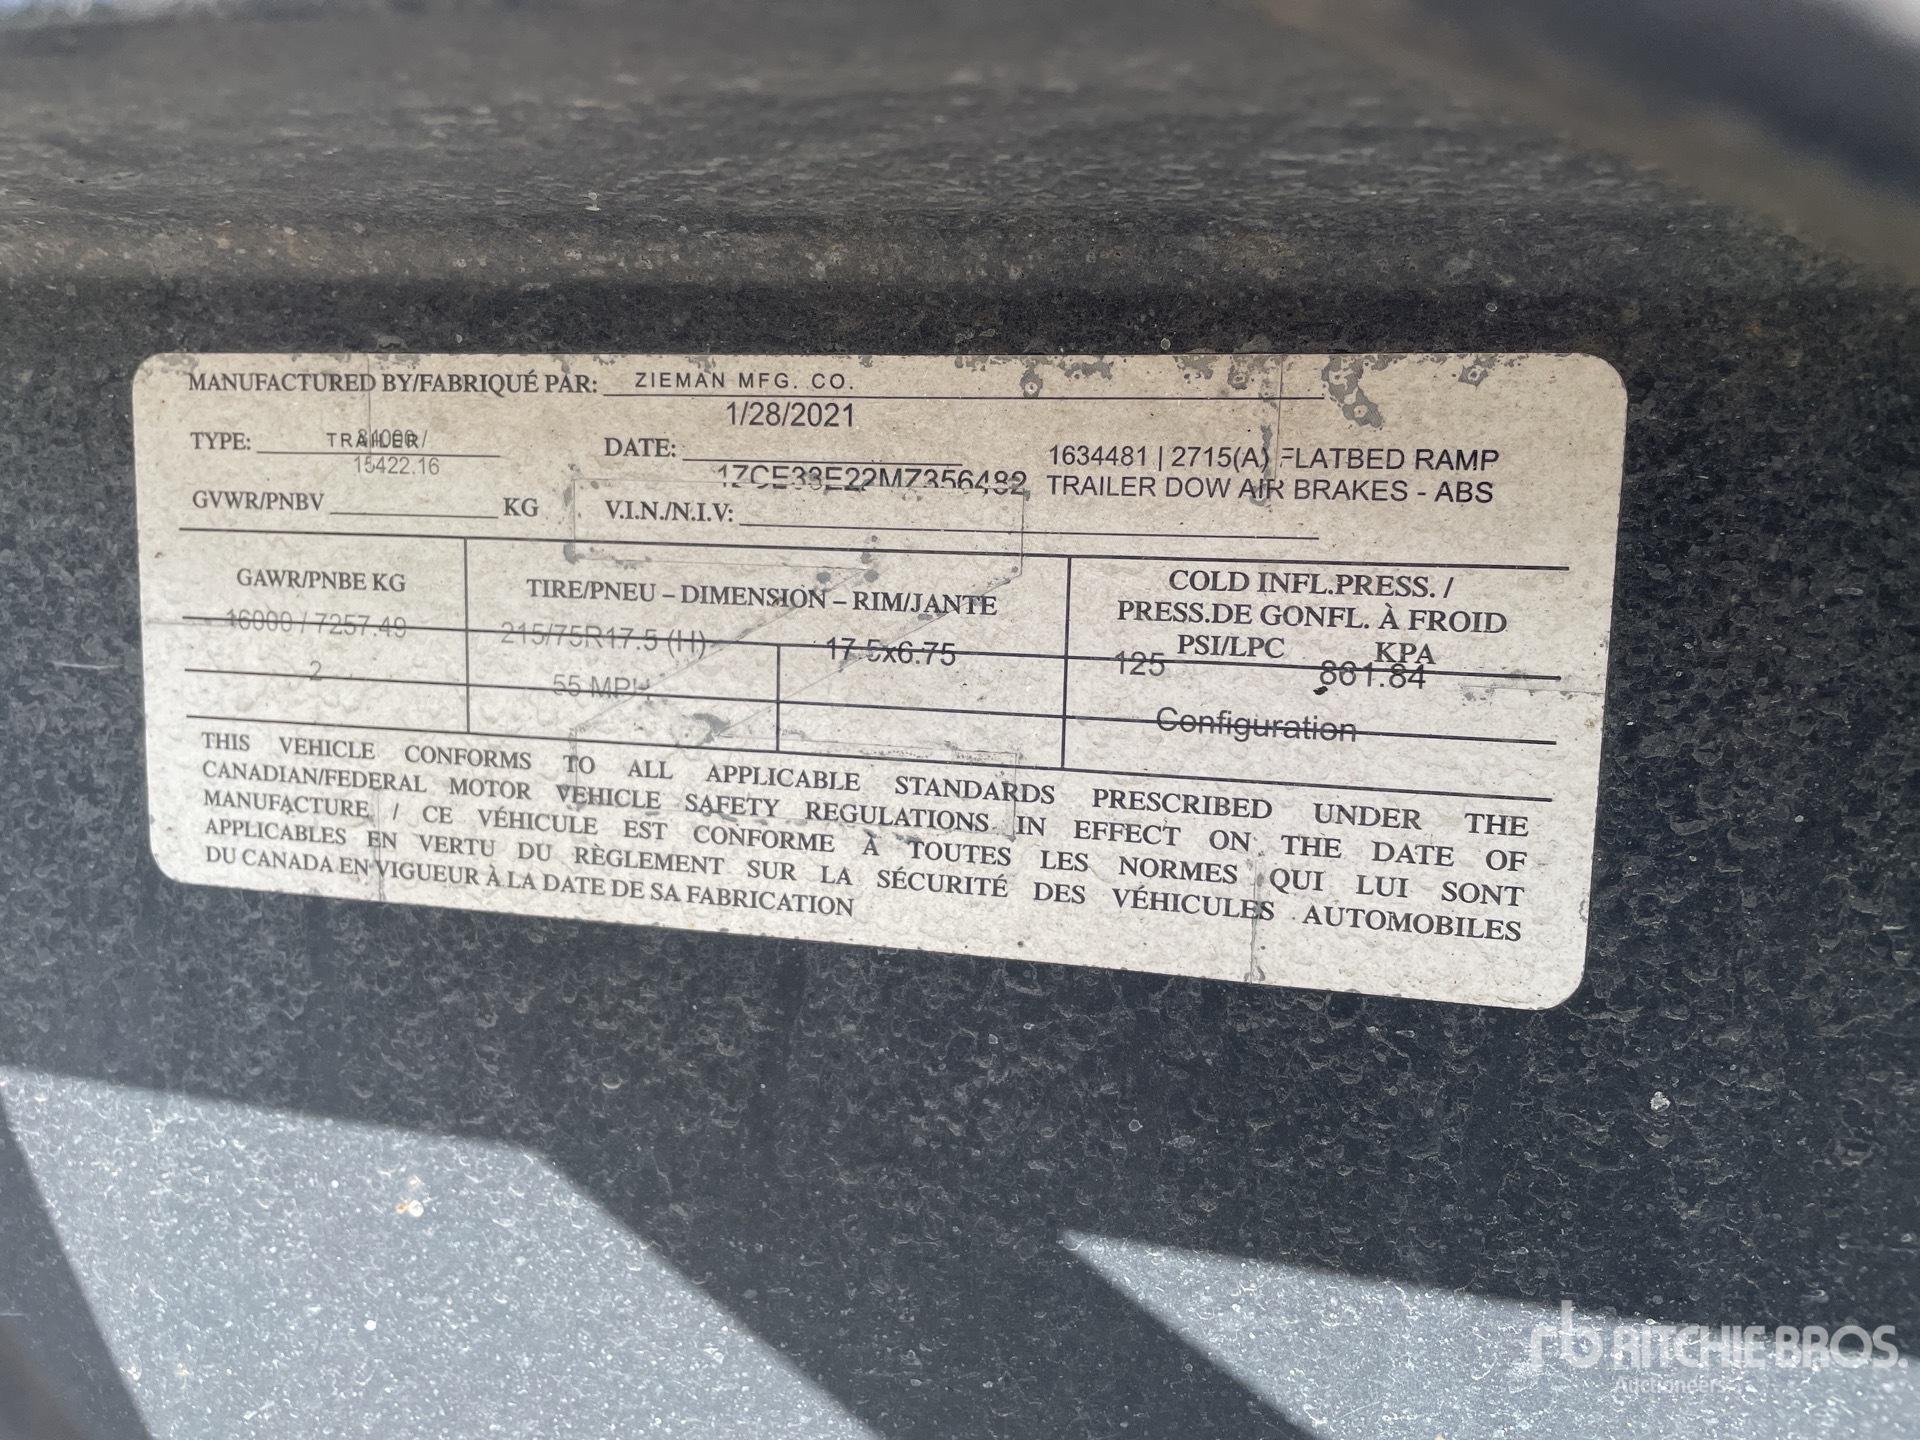 MANUFACTURED BY/FABRIQUÉ PAR: ZIEMAN MFG. CO.
1/28/2021
TYPE: TRAILER
DATE:
15422.16
1ZCE33E22MZ356482
1634481 | 2715(A) FLATBED RAMP
TRAILER DOW AIR BRAKES - ABS
GVWR/PNBV KG
V.I.N./N.I.V:
GAWR/PNBE KG
TIRE/PNEU – DIMENSION – RIM/JANTE
COLD INFL.PRESS. /
PRESS.DE GONFL. À FROID
PSI/LPC KPA
16000 / 7257.49
215/75R17.5 (H)
17.5x6.75
125
861.84
2
55 MPH
Configuration
THIS VEHICLE CONFORMS TO ALL APPLICABLE STANDARDS PRESCRIBED UNDER THE
CANADIAN/FEDERAL MOTOR VEHICLE SAFETY REGULATIONS IN EFFECT ON THE DATE OF
MANUFACTURE / CE VÉHICULE EST CONFORME À TOUTES LES NORMES QUI LUI SONT
APPLICABLES EN VERTU DU RÈGLEMENT SUR LA SÉCURITÉ DES VÉHICULES AUTOMOBILES
DU CANADA EN VIGUEUR À LA DATE DE SA FABRICATION
rb RITCHIE BROS.
Auctioneers